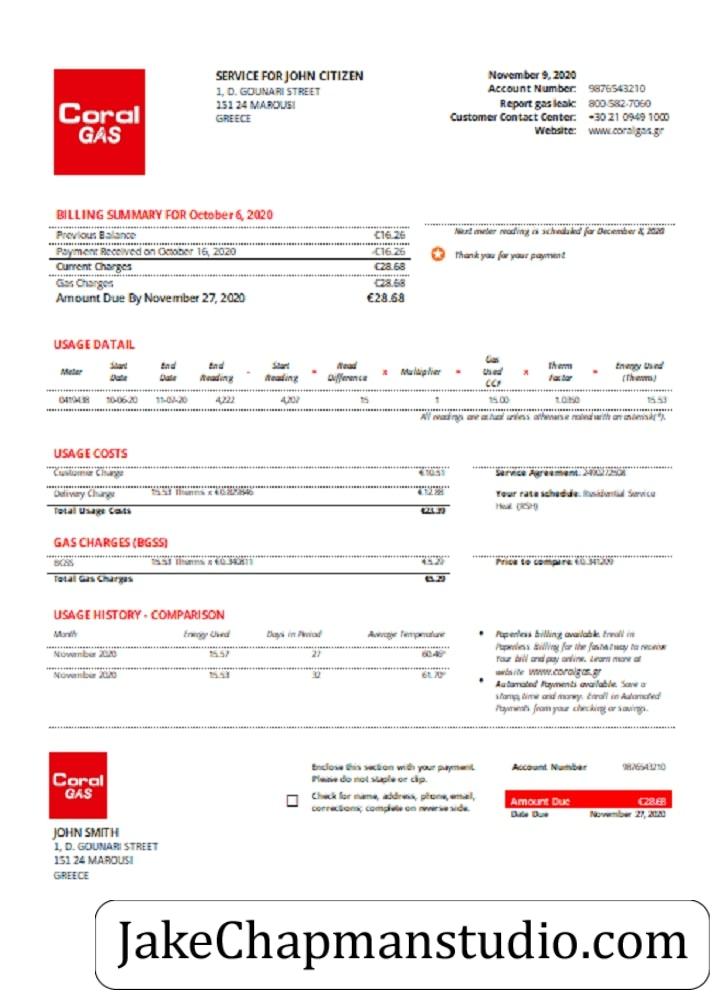 Coral
GAS
SERVICE FOR JOHN CITIZEN
1, D. GOUNARI STREET
151 24 MAROUSI
GREECE
November 9, 2020
Account Number: 9876543210
Report gas leak: 800-582-7060
Customer Contact Center: +30 21 0949 1000
Website: www.coralgas.gr
BILLING SUMMARY FOR October 6, 2020
Previous Balance €16.26
Payment Received on October 16, 2020 -€16.26
Current Charges €28.68
Gas Charges €28.68
Amount Due By November 27, 2020 €28.68
Next meter reading is scheduled for December 8, 2020
Thank you for your payment
USAGE DATAIL
Meter Start Date End Date End Reading - Start Reading = Read Difference x Multiplier = Gas Used CCF x Therm Factor = Energy Used (Therms)
0419438 10-06-20 11-07-20 4,222 4,207 15 1 15.00 1.0350 15.53
All readings are actual unless otherwise noted with an asterisk(*).
USAGE COSTS
Customer Charge €10.51
Delivery Charge 15.53 Therms x €0.829846 €12.88
Total Usage Costs €23.39
Service Agreement: 2490272508
Your rate schedule: Residential Service
Heat (RSH)
GAS CHARGES (BGSS)
BGSS 15.53 Therms x €0.340811 €5.29
Total Gas Charges €5.29
Price to compare: €0.341209
USAGE HISTORY - COMPARISON
Month Energy Used Days in Period Average Temperature
November 2020 15.57 27 60.46°
November 2020 15.53 32 61.70°
• Paperless billing available. Enroll in
Paperless Billing for the fastest way to receive
Your bill and pay online. Learn more at
website www.coralgas.gr
• Automated Payments available. Save a
stamp, time and money. Enroll in Automated
Payments from your checking or savings.
Coral
GAS
JOHN SMITH
1, D. GOUNARI STREET
151 24 MAROUSI
GREECE
Enclose this section with your payment.
Please do not staple or clip.
Check for name, address, phone, email,
corrections; complete on reverse side.
Account Number 9876543210
Amount Due €28.68
Date Due November 27, 2020
JakeChapmanstudio.com